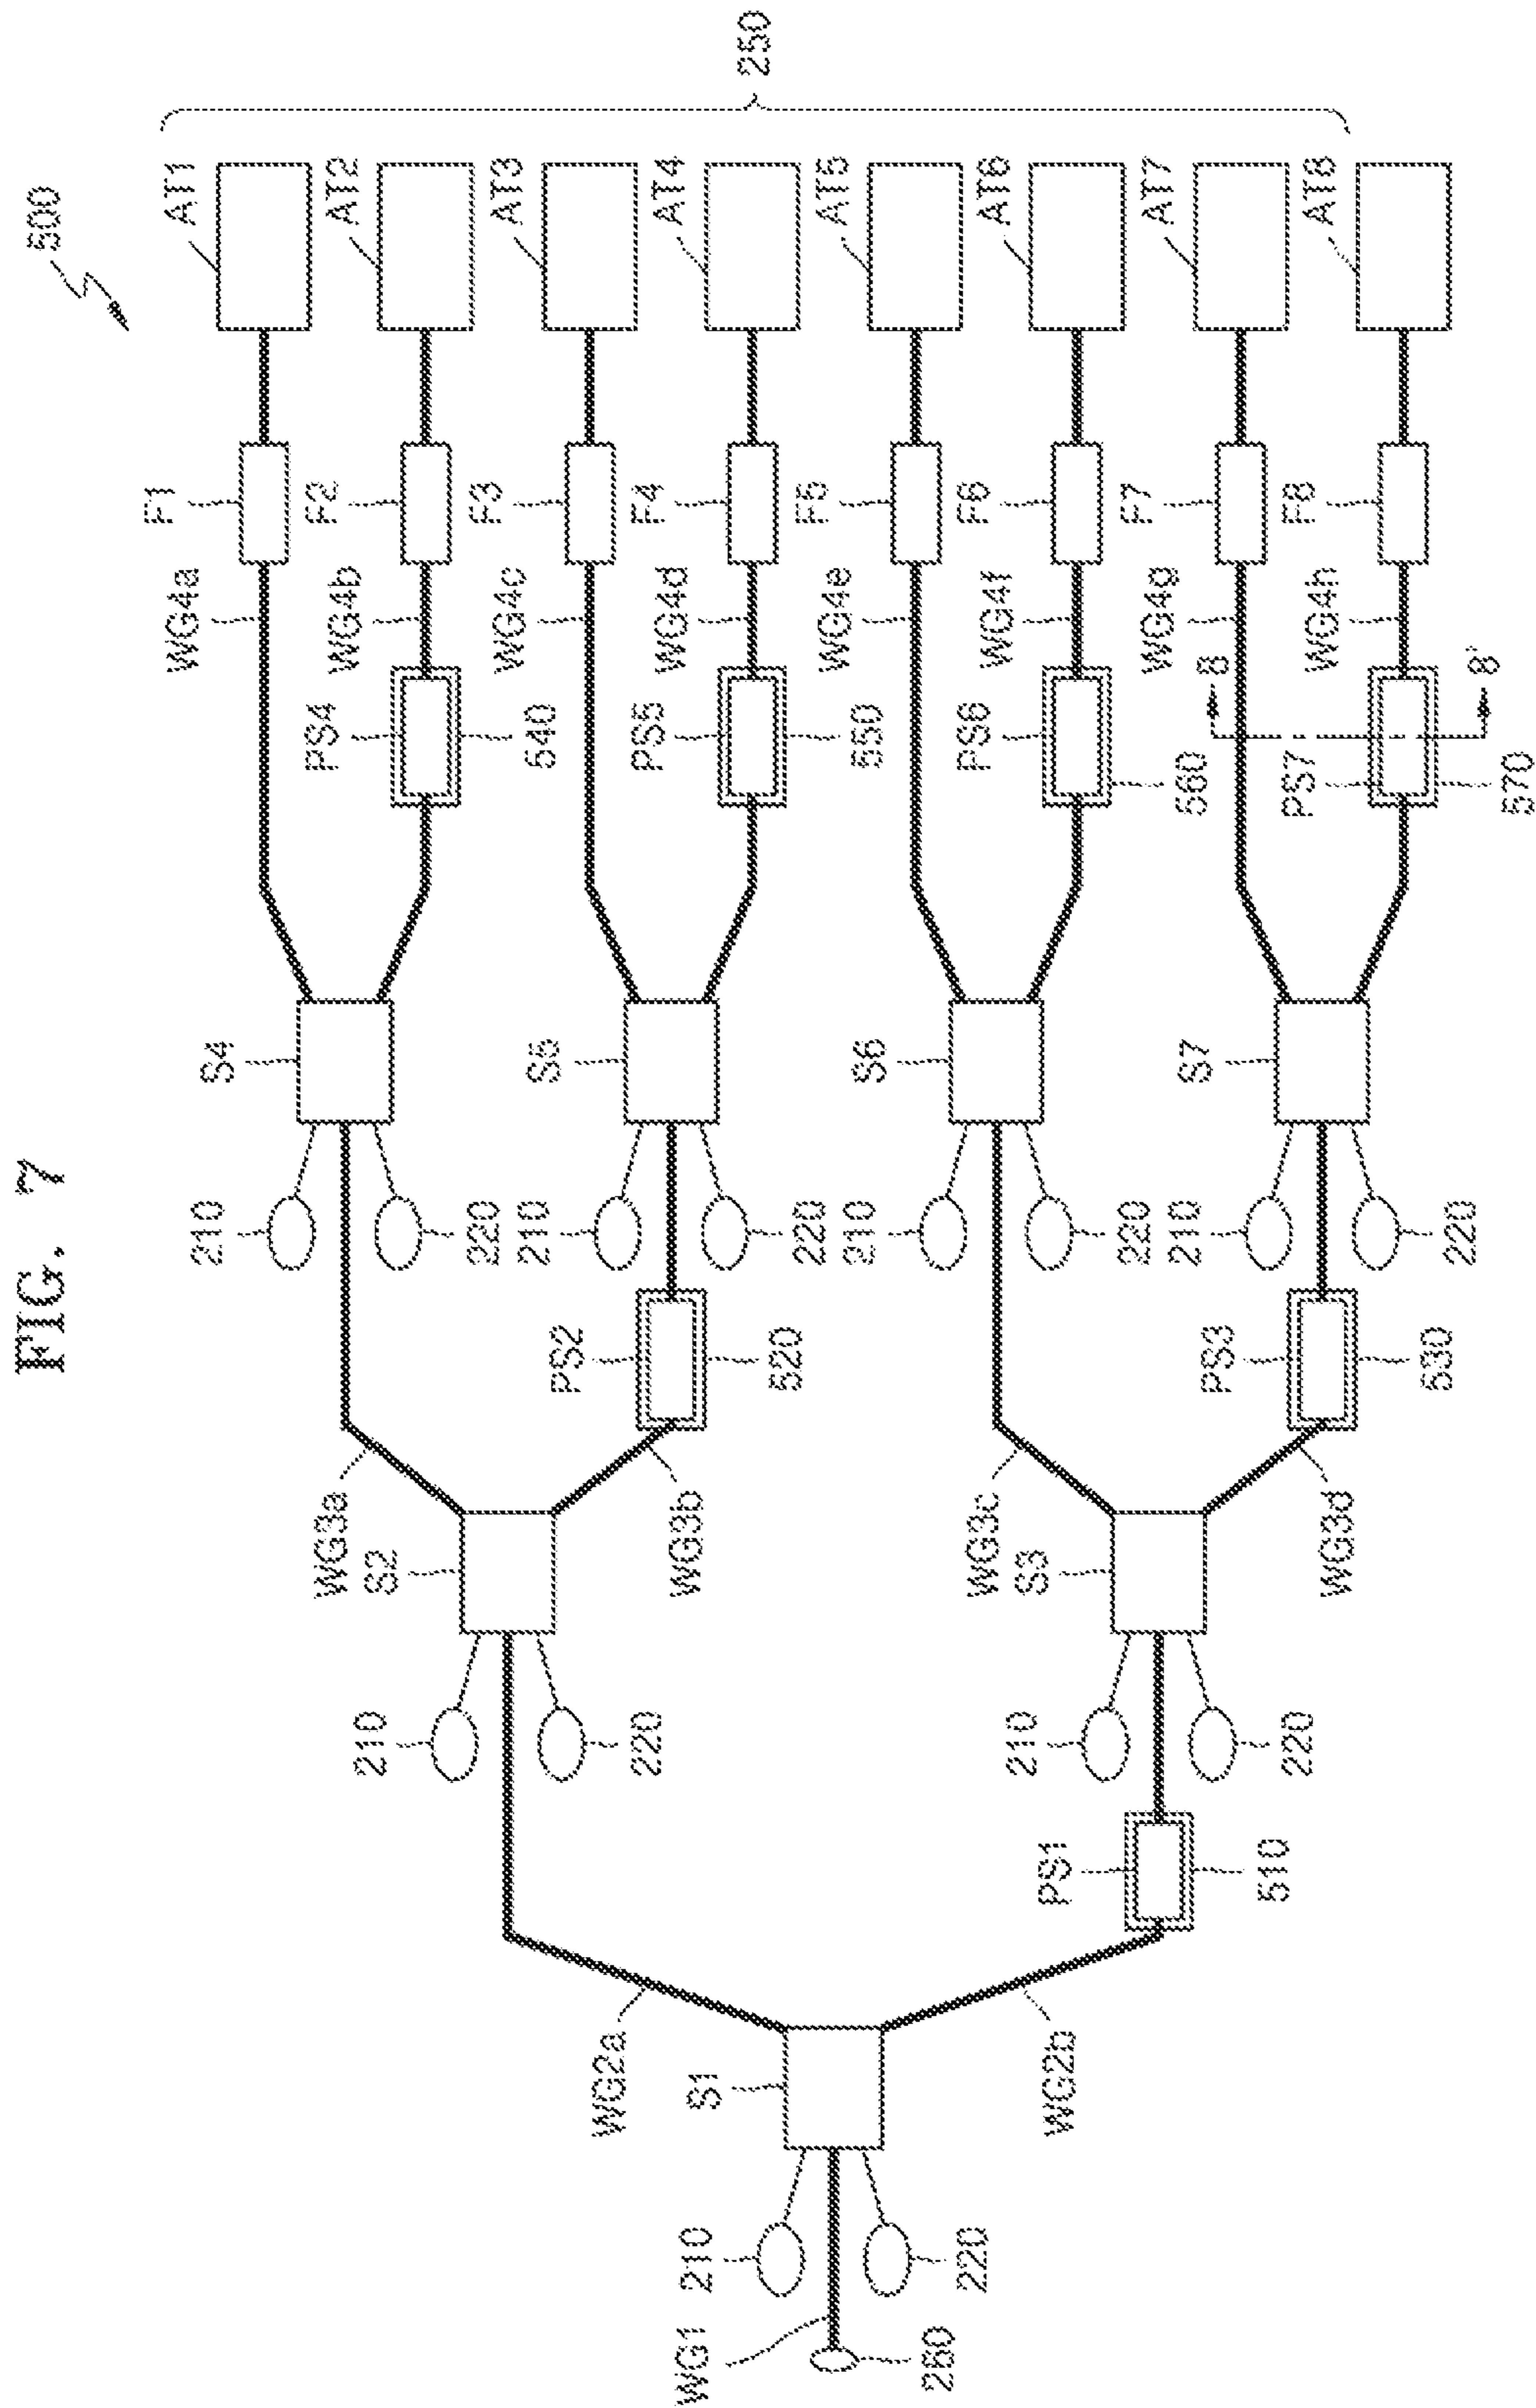 FIG. 7
500
250
AT1
AT2
AT3
AT4
AT5
AT6
AT7
AT8
F1
F2
F3
F4
F5
F6
F7
F8
WG4a
WG4b
WG4c
WG4d
WG4e
WG4f
WG4g
WG4h
8
8'
PS4
540
PS5
550
PS6
560
PS7
570
S4
S5
S6
S7
210
220
210
220
210
220
210
220
PS2
520
PS3
530
WG3a
WG3b
WG3c
WG3d
S2
S3
210
220
210
220
PS1
510
WG2a
WG2b
S1
210
220
WG1
260